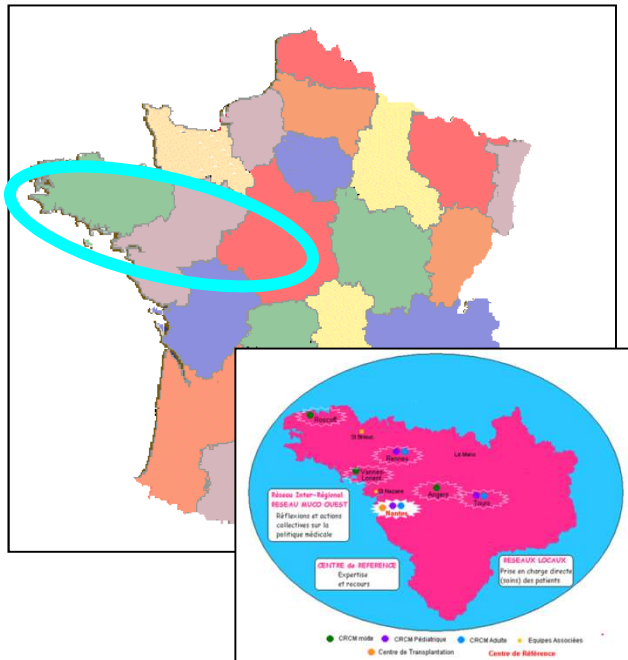 Roscoff
St Brieuc
Rennes
Le Mans
Vannes
Lorient
St Nazaire
Angers
Tours
Nantes
Réseau Inter-Régional
RESEAU MUCO OUEST
Réflexions et actions
collectives sur la
politique médicale
CENTRE de REFERENCE
Expertise
et recours
RESEAUX LOCAUX
Prise en charge directe
(soins) des patients
CRCM mixte
CRCM Pédiatrique
CRCM Adulte
Equipes Associées
Centre de Transplantation
Centre de Référence